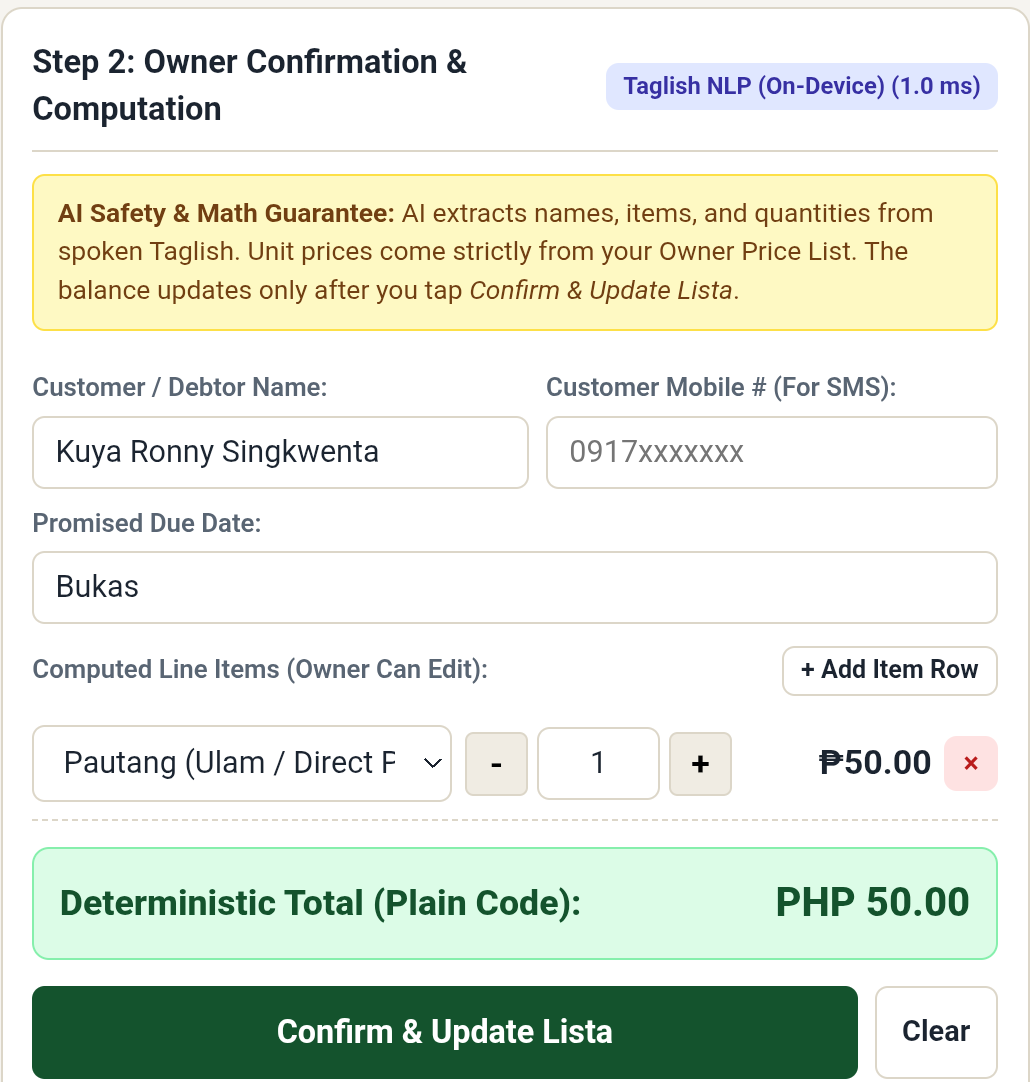 Step 2: Owner Confirmation &
Computation
Taglish NLP (On-Device) (1.0 ms)
AI Safety & Math Guarantee: AI extracts names, items, and quantities from
spoken Taglish. Unit prices come strictly from your Owner Price List. The
balance updates only after you tap Confirm & Update Lista.
Customer / Debtor Name:
Customer Mobile # (For SMS):
Kuya Ronny Singkwenta
0917xxxxxxx
Promised Due Date:
Bukas
Computed Line Items (Owner Can Edit):
+ Add Item Row
Pautang (Ulam / Direct
-
1
+
₱50.00
×
Deterministic Total (Plain Code):
PHP 50.00
Confirm & Update Lista
Clear